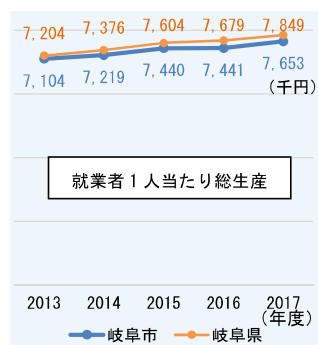 7,204 7,376 7,604 7,679 7,849
7,104 7,219 7,440 7,441 7,653
(千円)
就業者1人当たり総生産
2013 2014 2015 2016 2017
(年度)
岐阜市 岐阜県